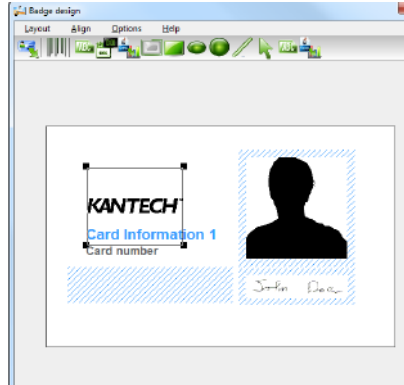 Badge design
Layout Align Options Help
KANTECH
Card Information 1
Card number
John Doe